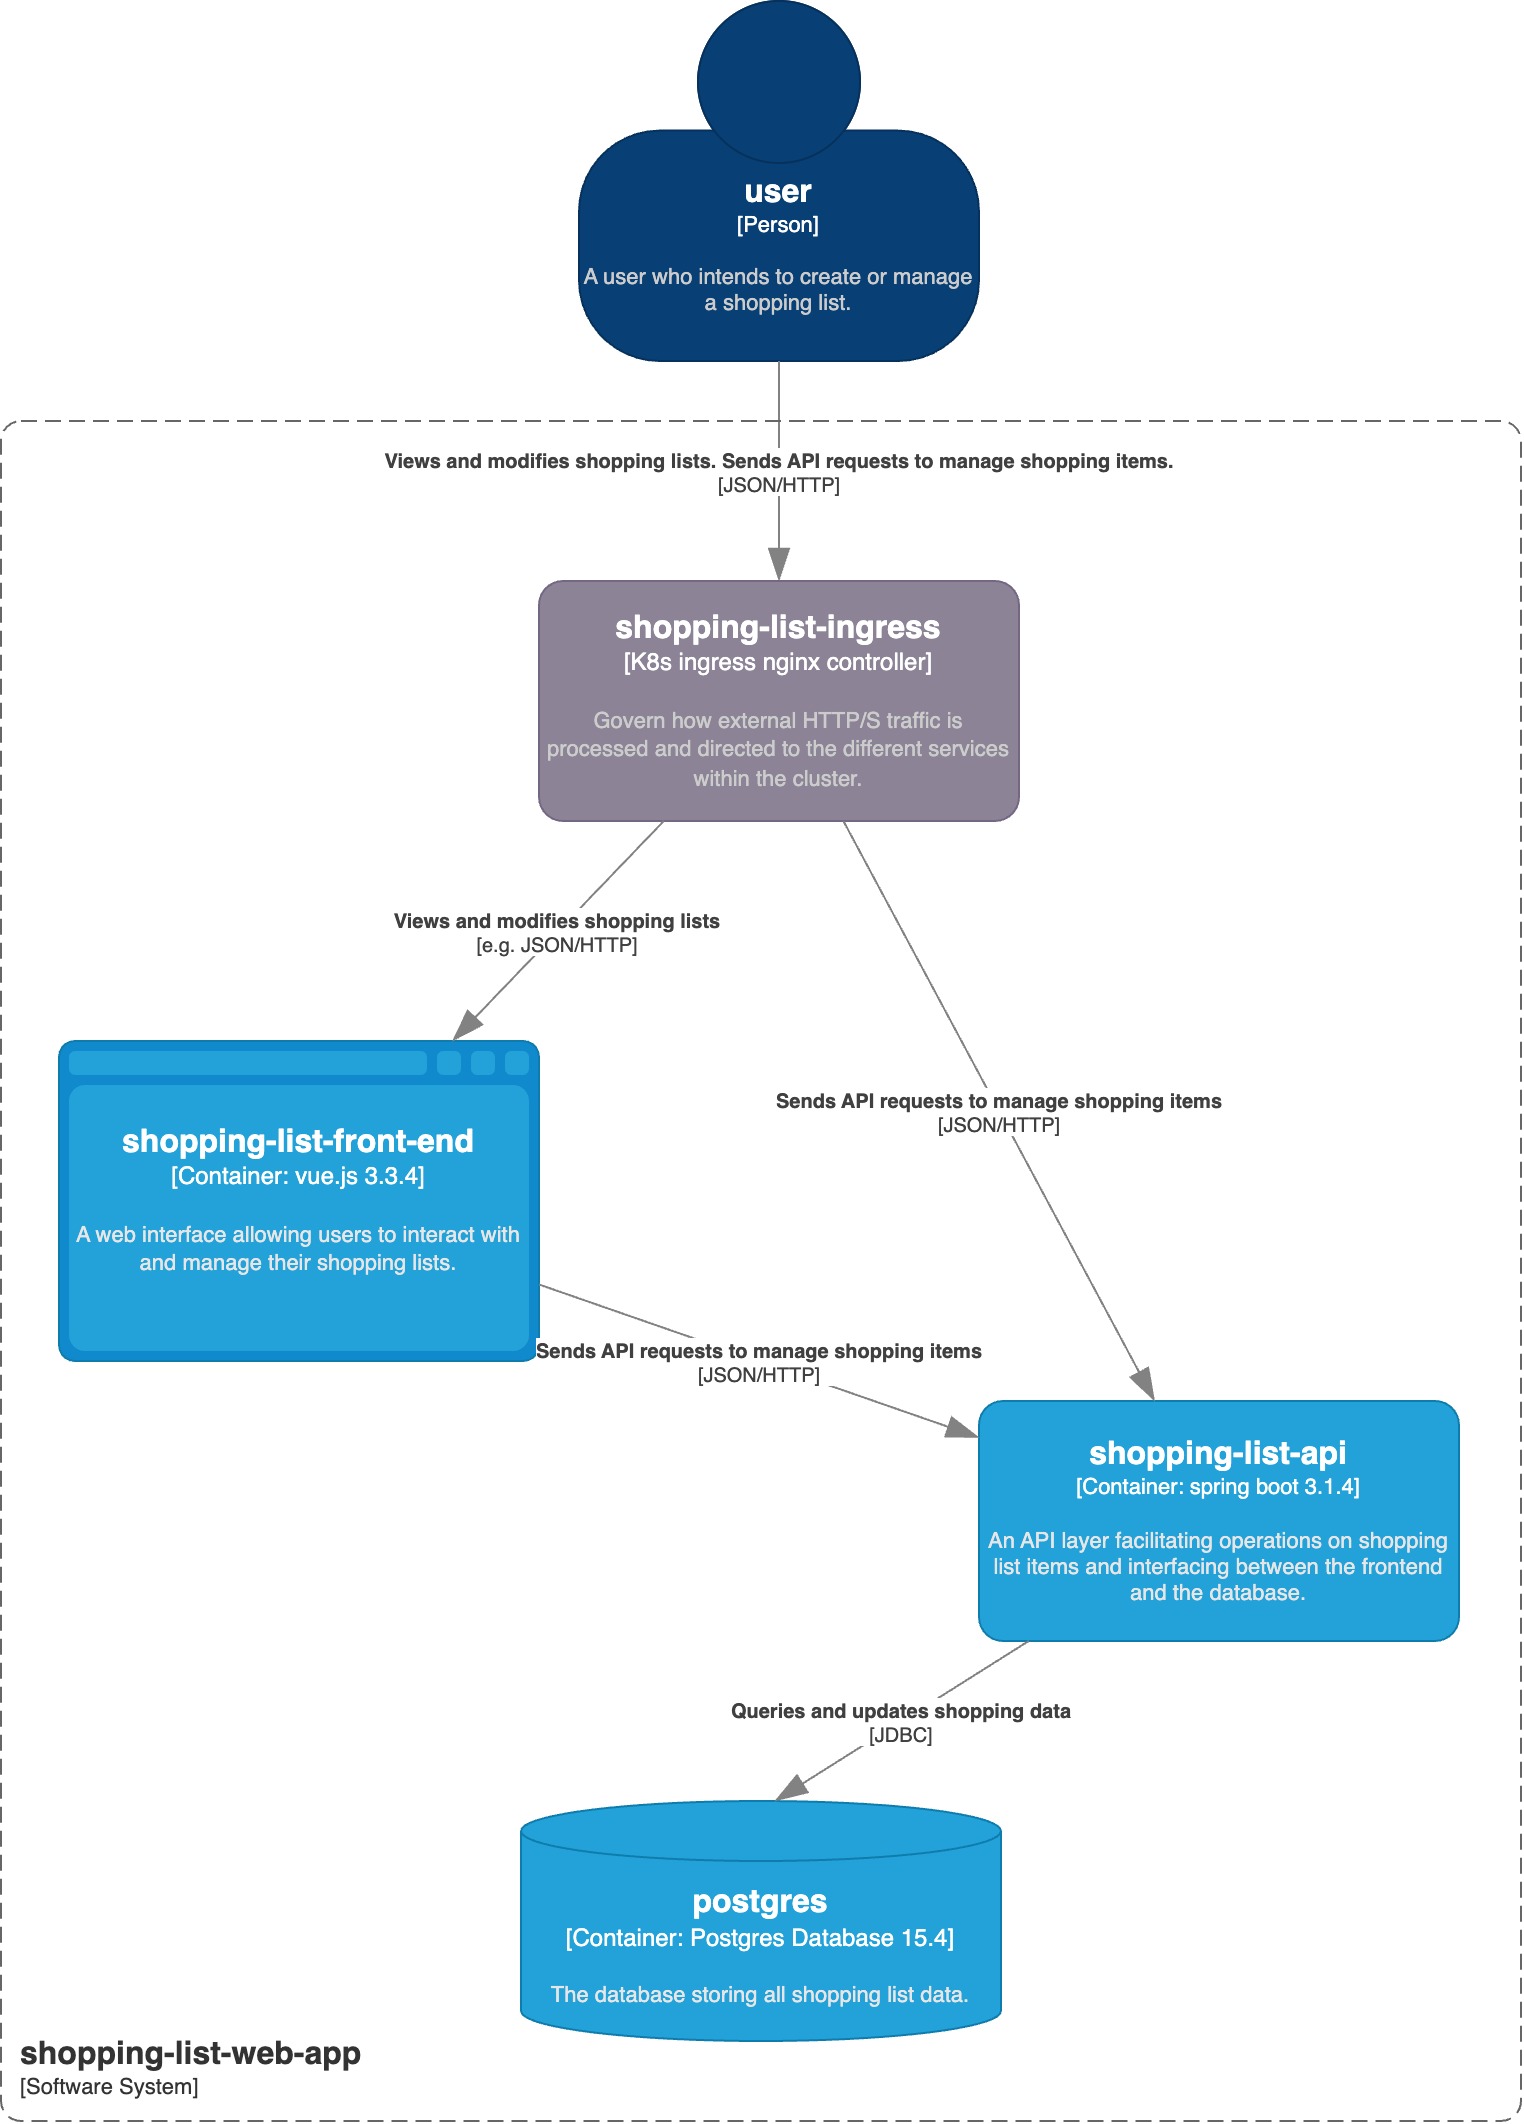 user
[Person]
A user who intends to create or manage
a shopping list.
Views and modifies shopping lists. Sends API requests to manage shopping items.
[JSON/HTTP]
shopping-list-ingress
[K8s ingress nginx controller]
Govern how external HTTP/S traffic is
processed and directed to the different services
within the cluster.
Views and modifies shopping lists
[e.g. JSON/HTTP]
Sends API requests to manage shopping items
[JSON/HTTP]
shopping-list-front-end
[Container: vue.js 3.3.4]
A web interface allowing users to interact with
and manage their shopping lists.
Sends API requests to manage shopping items
[JSON/HTTP]
shopping-list-api
[Container: spring boot 3.1.4]
An API layer facilitating operations on shopping
list items and interfacing between the frontend
and the database.
Queries and updates shopping data
[JDBC]
postgres
[Container: Postgres Database 15.4]
The database storing all shopping list data.
shopping-list-web-app
[Software System]